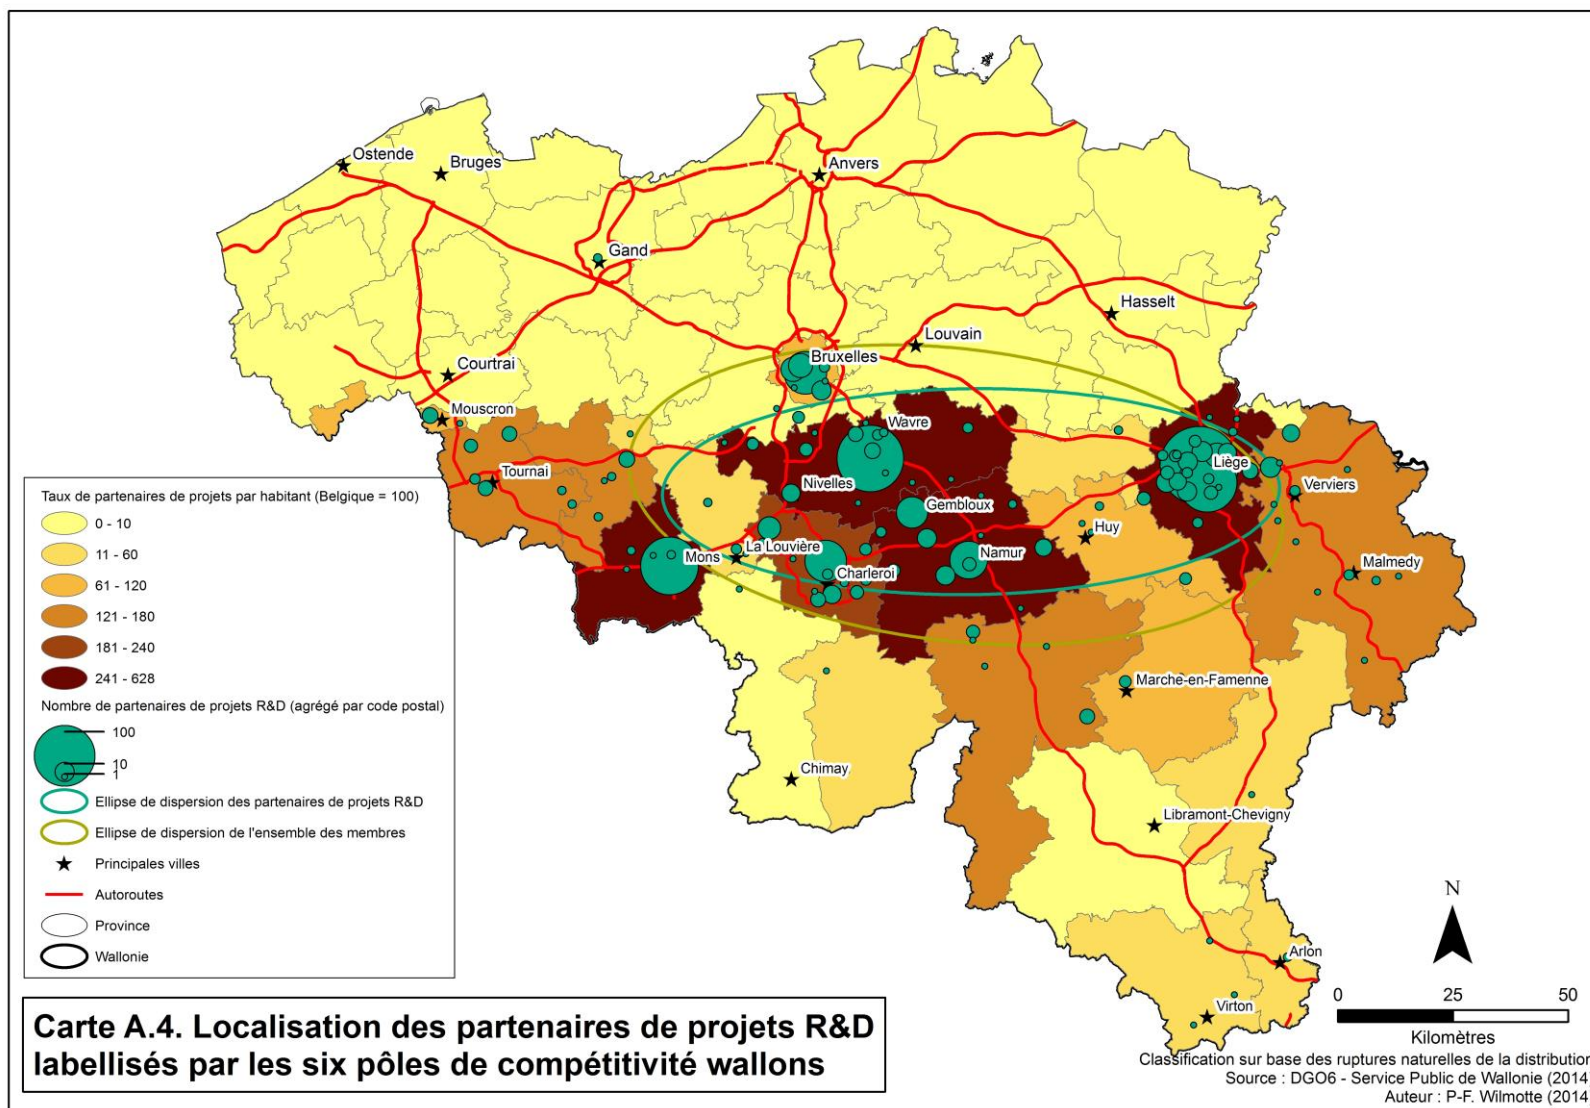 Ostende
Bruges
Anvers
Gand
Hasselt
Louvain
Bruxelles
Courtrai
Mouscron
Wavre
Liège
Tournai
Nivelles
Verviers
Gembloux
Huy
Mons
La Louvière
Namur
Charleroi
Malmedy
Marche-en-Famenne
Chimay
Libramont-Chevigny
Arlon
Virton
Taux de partenaires de projets par habitant (Belgique = 100)
0 - 10
11 - 60
61 - 120
121 - 180
181 - 240
241 - 628
Nombre de partenaires de projets R&D (agrégé par code postal)
100
10
1
Ellipse de dispersion des partenaires de projets R&D
Ellipse de dispersion de l'ensemble des membres
Principales villes
Autoroutes
Province
Wallonie
N
0 25 50
Kilomètres
Carte A.4. Localisation des partenaires de projets R&D
labellisés par les six pôles de compétitivité wallons
Classification sur base des ruptures naturelles de la distribution
Source : DGO6 - Service Public de Wallonie (2014)
Auteur : P-F. Wilmotte (2014)